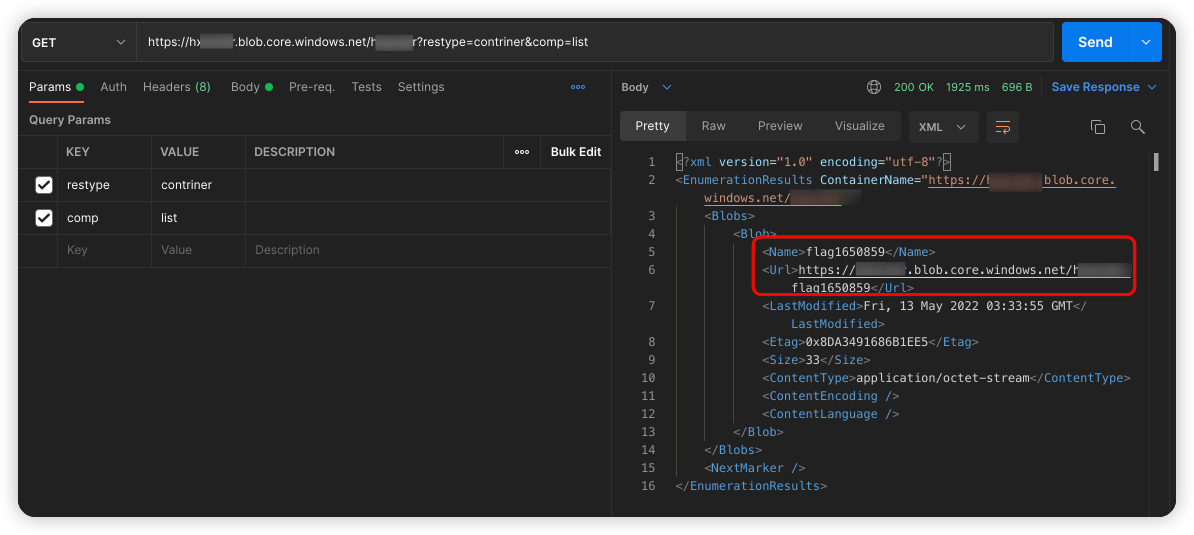 GET
https://hx r.blob.core.windows.net/h r?restype=contriner&comp=list
Send
Params Auth Headers (8) Body Pre-req. Tests Settings ooo
Query Params
KEY VALUE DESCRIPTION ooo Bulk Edit
restype contriner
comp list
Key Value Description
Body 200 OK 1925 ms 696 B Save Response
Pretty Raw Preview Visualize XML
1 <?xml version="1.0" encoding="utf-8"?>
2 <EnumerationResults ContainerName="https://h .blob.core.
windows.net/
3 <Blobs>
4 <Blob>
5 <Name>flag1650859</Name>
6 <Url>https:// .blob.core.windows.net/h
flag1650859</Url>
7 <LastModified>Fri, 13 May 2022 03:33:55 GMT</
LastModified>
8 <Etag>0x8DA3491686B1EE5</Etag>
9 <Size>33</Size>
10 <ContentType>application/octet-stream</ContentType>
11 <ContentEncoding />
12 <ContentLanguage />
13 </Blob>
14 </Blobs>
15 <NextMarker />
16 </EnumerationResults>